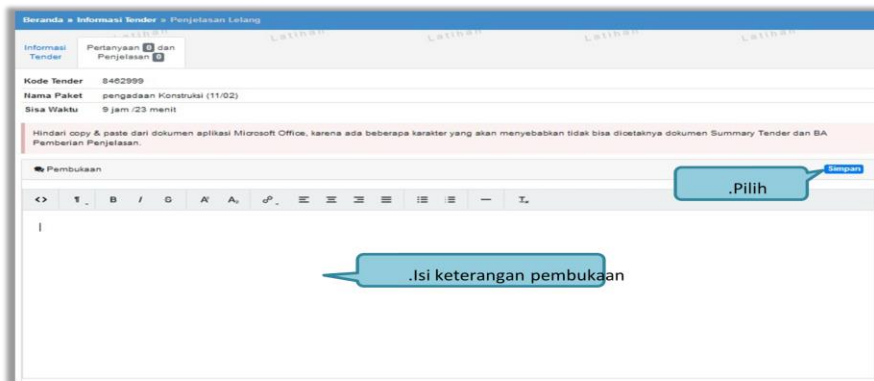 Beranda » Informasi Tender » Penjelasan Lelang
Latihan Latihan Latihan Latihan Latihan
Informasi Tender
Pertanyaan 0 dan Penjelasan 0
Kode Tender 8462999
Nama Paket pengadaan Konstruksi (11/02)
Sisa Waktu 9 jam /23 menit
Hindari copy & paste dari dokumen aplikasi Microsoft Office, karena ada beberapa karakter yang akan menyebabkan tidak bisa dicetaknya dokumen Summary Tender dan BA
Pemberian Penjelasan.
Pembukaan
Simpan
.Pilih
.Isi keterangan pembukaan